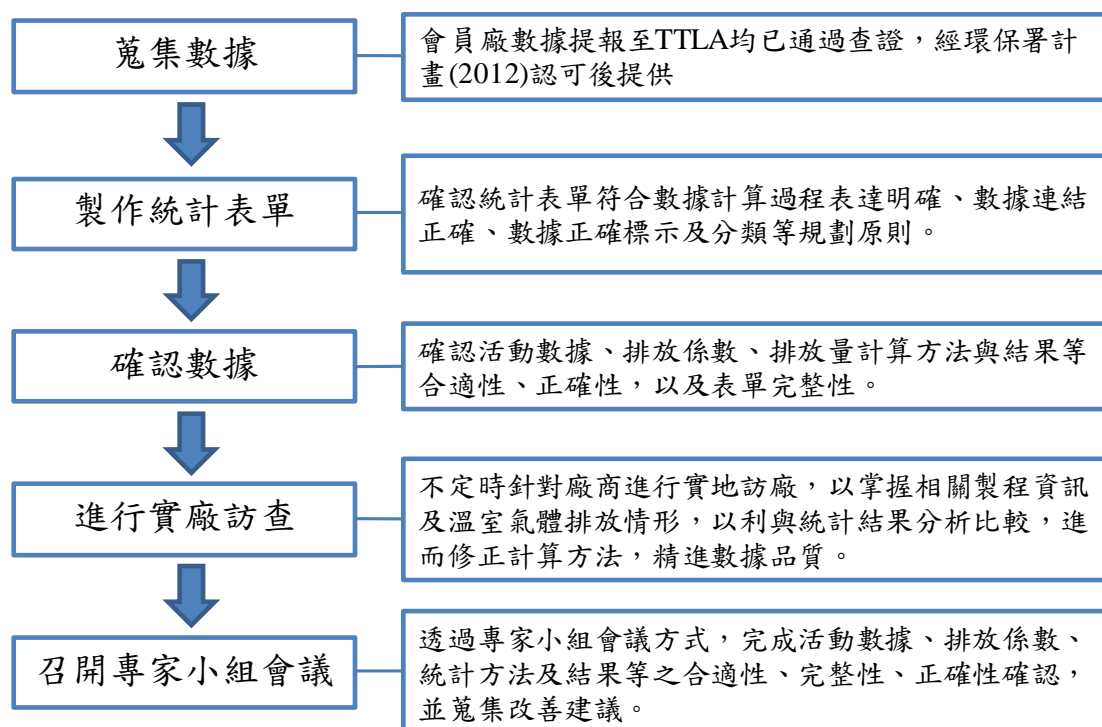 蒐集數據
會員廠數據提報至TTLA均已通過查證，經環保署計
畫(2012)認可後提供
製作統計表單
確認統計表單符合數據計算過程表達明確、數據連結
正確、數據正確標示及分類等規劃原則。
確認數據
確認活動數據、排放係數、排放量計算方法與結果等
合適性、正確性，以及表單完整性。
進行實廠訪查
不定時針對廠商進行實地訪廠，以掌握相關製程資訊
及溫室氣體排放情形，以利與統計結果分析比較，進
而修正計算方法，精進數據品質。
召開專家小組會議
透過專家小組會議方式，完成活動數據、排放係數、
統計方法及結果等之合適性、完整性、正確性確認，
並蒐集改善建議。